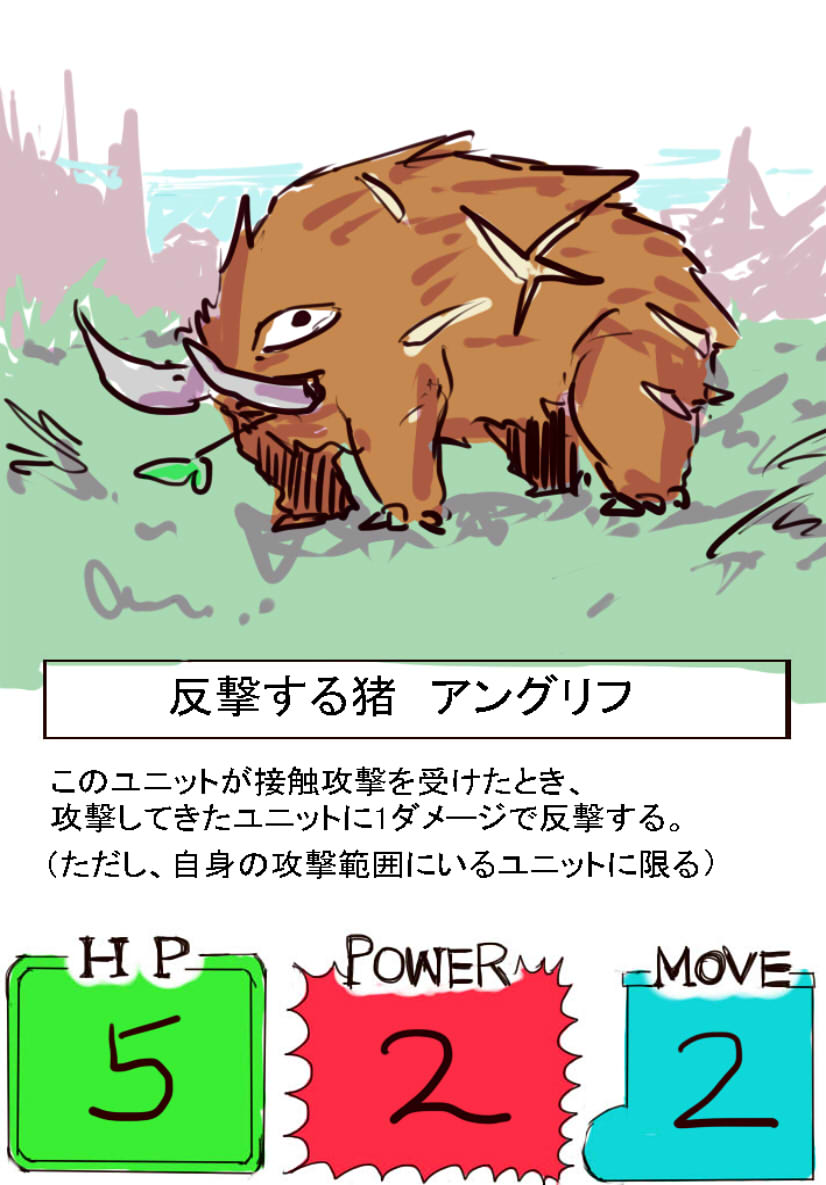 反撃する猪　アングリフ
このユニットが接触攻撃を受けたとき、
攻撃してきたユニットに1ダメージで反撃する。
(ただし、自身の攻撃範囲にいるユニットに限る)
HP POWER MOVE
5 2 2